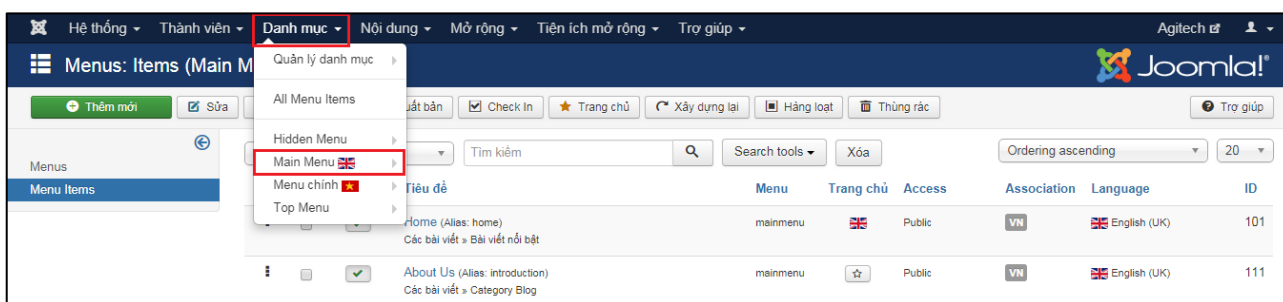 Hệ thống Thành viên Danh mục Nội dung Mở rộng Tiện ích mở rộng Trợ giúp Agitech
Menus: Items (Main M
Joomla!®
Quản lý danh mục
All Menu Items
Hidden Menu
Main Menu
Menu chính
Top Menu
Thêm mới Sửa uất bản Check In Trang chủ Xây dựng lại Hàng loạt Thùng rác Trợ giúp
Menus
Menu Items
Tìm kiếm Search tools Xóa Ordering ascending 20
Tiêu đề Menu Trang chủ Access Association Language ID
Home (Alias: home) mainmenu Public VN English (UK) 101
Các bài viết » Bài viết nổi bật
About Us (Alias: introduction) mainmenu Public VN English (UK) 111
Các bài viết » Category Blog